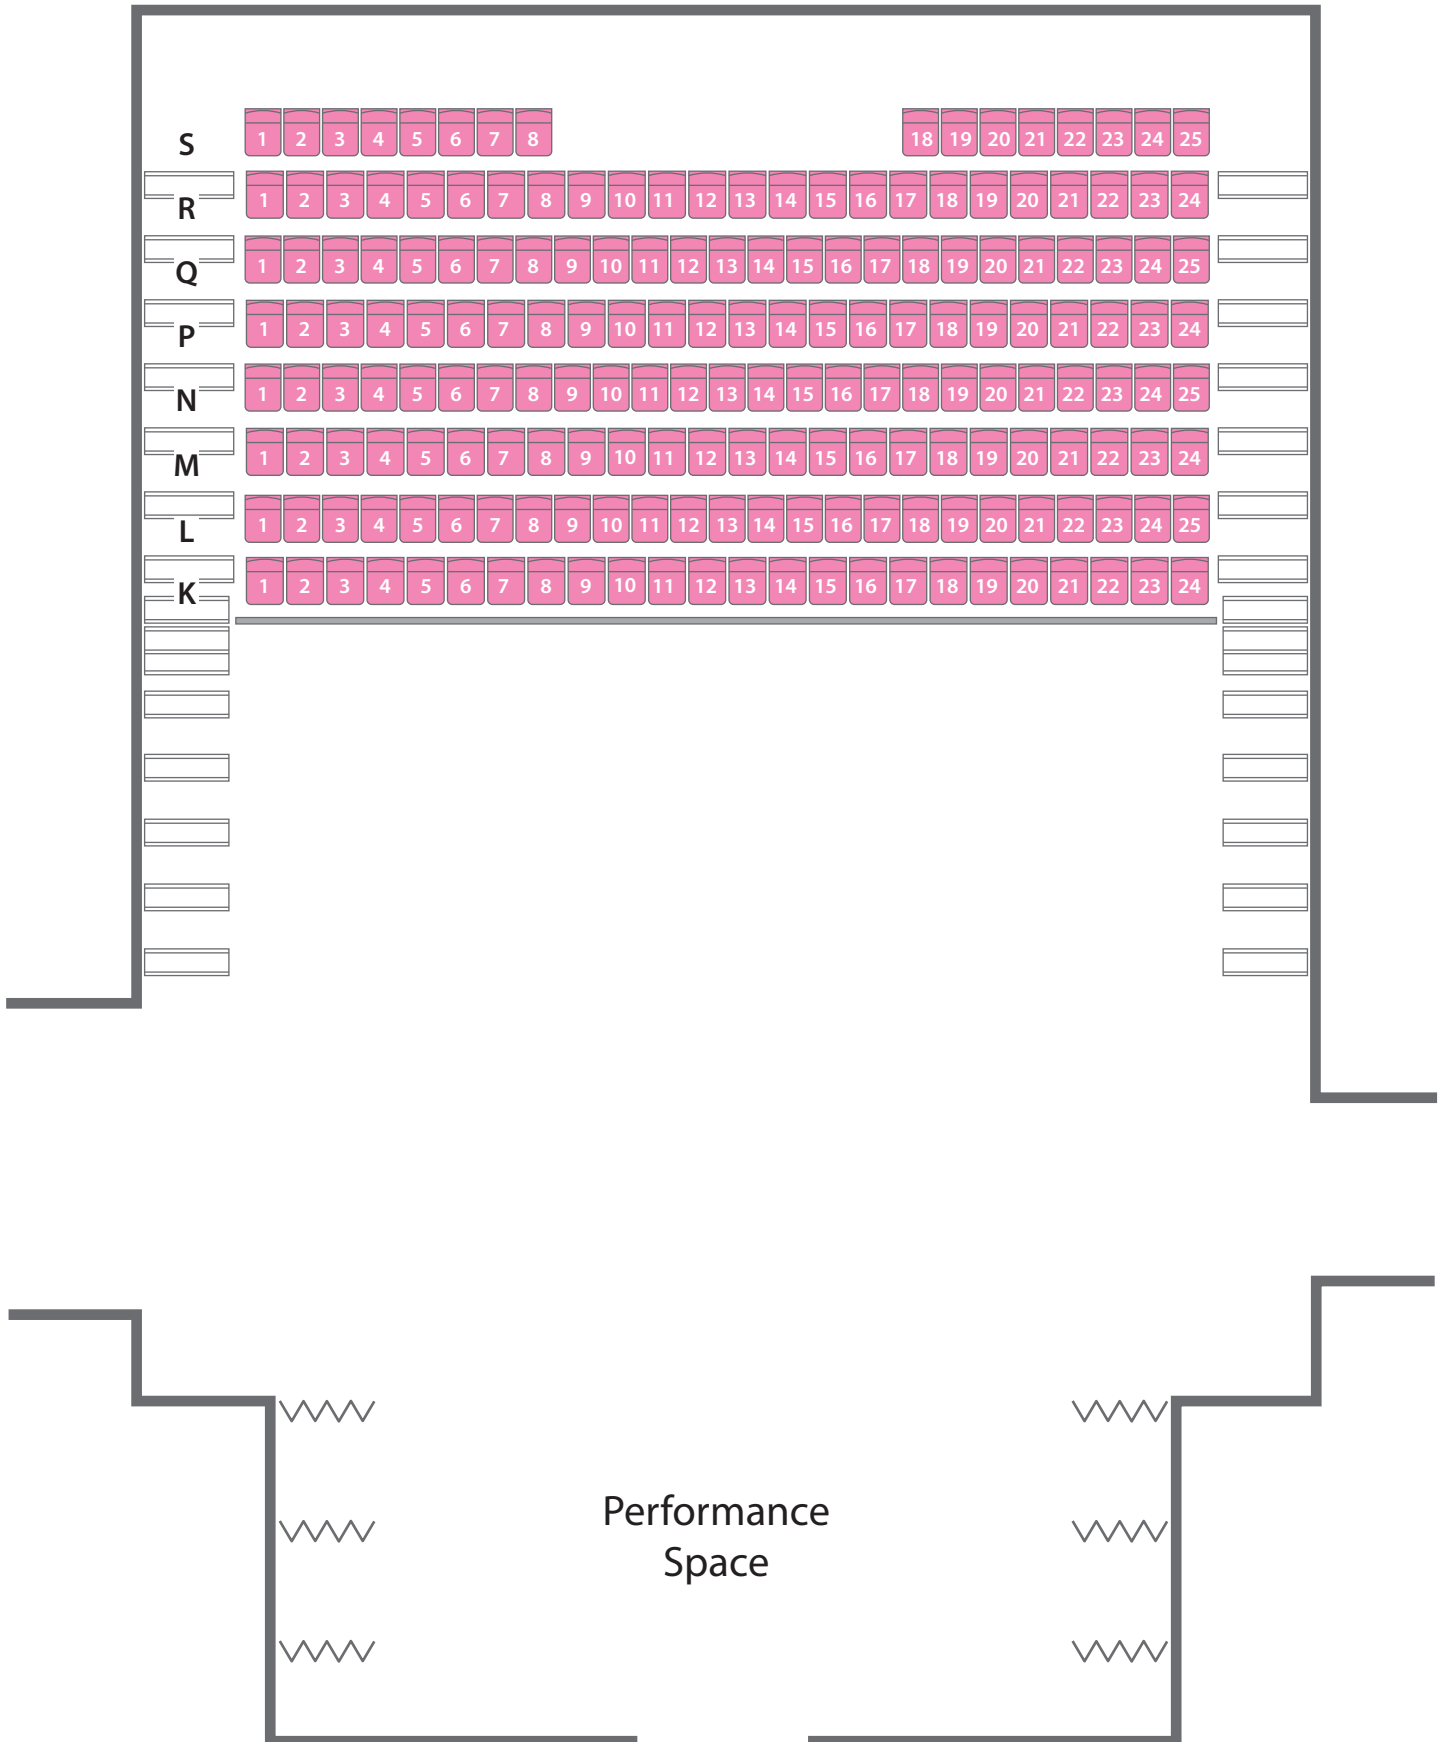 S 1 2 3 4 5 6 7 8 18 19 20 21 22 23 24 25
R 1 2 3 4 5 6 7 8 9 10 11 12 13 14 15 16 17 18 19 20 21 22 23 24
Q 1 2 3 4 5 6 7 8 9 10 11 12 13 14 15 16 17 18 19 20 21 22 23 24 25
P 1 2 3 4 5 6 7 8 9 10 11 12 13 14 15 16 17 18 19 20 21 22 23 24
N 1 2 3 4 5 6 7 8 9 10 11 12 13 14 15 16 17 18 19 20 21 22 23 24 25
M 1 2 3 4 5 6 7 8 9 10 11 12 13 14 15 16 17 18 19 20 21 22 23 24
L 1 2 3 4 5 6 7 8 9 10 11 12 13 14 15 16 17 18 19 20 21 22 23 24 25
K 1 2 3 4 5 6 7 8 9 10 11 12 13 14 15 16 17 18 19 20 21 22 23 24
Performance
Space